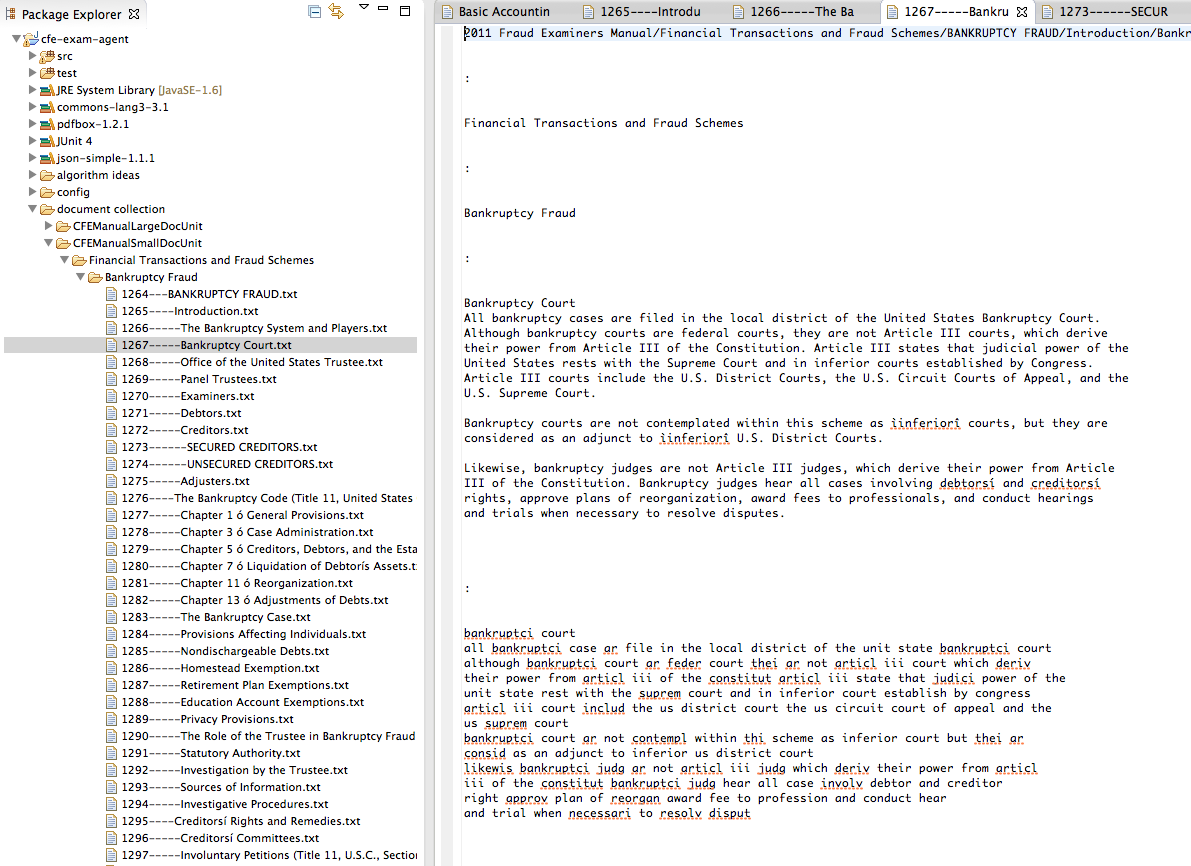 Package Explorer
cfe-exam-agent
src
test
JRE System Library [JavaSE-1.6]
commons-lang3-3.1
pdfbox-1.2.1
JUnit 4
json-simple-1.1.1
algorithm ideas
config
document collection
CFEManualLargeDocUnit
CFEManualSmallDocUnit
Financial Transactions and Fraud Schemes
Bankruptcy Fraud
1264---BANKRUPTCY FRAUD.txt
1265----Introduction.txt
1266-----The Bankruptcy System and Players.txt
1267-----Bankruptcy Court.txt
1268-----Office of the United States Trustee.txt
1269-----Panel Trustees.txt
1270-----Examiners.txt
1271-----Debtors.txt
1272-----Creditors.txt
1273------SECURED CREDITORS.txt
1274------UNSECURED CREDITORS.txt
1275-----Adjusters.txt
1276----The Bankruptcy Code (Title 11, United States
1277-----Chapter 1 ó General Provisions.txt
1278-----Chapter 3 ó Case Administration.txt
1279-----Chapter 5 ó Creditors, Debtors, and the Esta
1280-----Chapter 7 ó Liquidation of Debtorís Assets.t
1281-----Chapter 11 ó Reorganization.txt
1282-----Chapter 13 ó Adjustments of Debts.txt
1283-----The Bankruptcy Case.txt
1284-----Provisions Affecting Individuals.txt
1285-----Nondischargeable Debts.txt
1286-----Homestead Exemption.txt
1287-----Retirement Plan Exemptions.txt
1288-----Education Account Exemptions.txt
1289-----Privacy Provisions.txt
1290-----The Role of the Trustee in Bankruptcy Fraud
1291-----Statutory Authority.txt
1292-----Investigation by the Trustee.txt
1293-----Sources of Information.txt
1294-----Investigative Procedures.txt
1295----Creditorsí Rights and Remedies.txt
1296-----Creditorsí Committees.txt
1297-----Involuntary Petitions (Title 11, U.S.C., Section
Basic Accountin
1265----Introdu
1266-----The Ba
1267-----Bankru
1273------SECUR
2011 Fraud Examiners Manual/Financial Transactions and Fraud Schemes/BANKRUPTCY FRAUD/Introduction/Bankr
:
Financial Transactions and Fraud Schemes
:
Bankruptcy Fraud
:
Bankruptcy Court
All bankruptcy cases are filed in the local district of the United States Bankruptcy Court.
Although bankruptcy courts are federal courts, they are not Article III courts, which derive
their power from Article III of the Constitution. Article III states that judicial power of the
United States rests with the Supreme Court and in inferior courts established by Congress.
Article III courts include the U.S. District Courts, the U.S. Circuit Courts of Appeal, and the
U.S. Supreme Court.
Bankruptcy courts are not contemplated within this scheme as ìinferiorî courts, but they are
considered as an adjunct to ìinferiorî U.S. District Courts.
Likewise, bankruptcy judges are not Article III judges, which derive their power from Article
III of the Constitution. Bankruptcy judges hear all cases involving debtorsí and creditorsí
rights, approve plans of reorganization, award fees to professionals, and conduct hearings
and trials when necessary to resolve disputes.
:
bankruptci court
all bankruptci case ar file in the local district of the unit state bankruptci court
although bankruptci court ar feder court thei ar not articl iii court which deriv
their power from articl iii of the constitut articl iii state that judici power of the
unit state rest with the suprem court and in inferior court establish by congress
articl iii court includ the us district court the us circuit court of appeal and the
us suprem court
bankruptci court ar not contempl within thi scheme as inferior court but thei ar
consid as an adjunct to inferior us district court
likewis bankruptci judg ar not articl iii judg which deriv their power from articl
iii of the constitut bankruptci judg hear all case involv debtor and creditor
right approv plan of reorgan award fee to profession and conduct hear
and trial when necessari to resolv disput